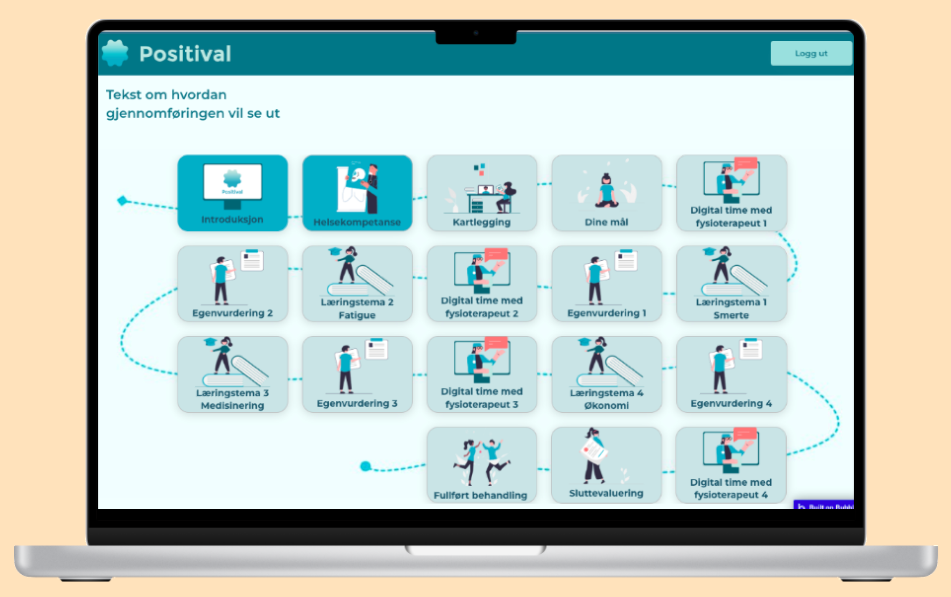 Positival
Logg ut
Tekst om hvordan
gjennomføringen vil se ut
Positival
Introduksjon
Helsekompetanse
Kartlegging
Dine mål
Digital time med
fysioterapeut 1
Egenvurdering 2
Læringstema 2
Fatigue
Digital time med
fysioterapeut 2
Egenvurdering 1
Læringstema 1
Smerte
Læringstema 3
Medisinering
Egenvurdering 3
Digital time med
fysioterapeut 3
Læringstema 4
Økonomi
Egenvurdering 4
Fullført behandling
Sluttevaluering
Digital time med
fysioterapeut 4
Built on Bubbl